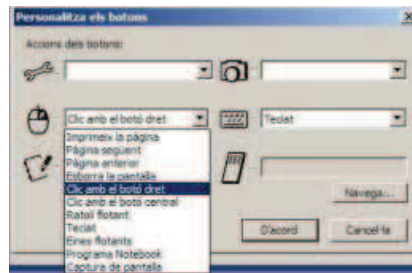 Personalitza els botons
Accions dels botons:
Clic amb el botó dret
Teclat
Imprimeix la pàgina
Pàgina següent
Pàgina anterior
Esborra la pantalla
Clic amb el botó dret
Clic amb el botó central
Ratolí flotant
Teclat
Eines flotants
Programa Notebook
Captura de pantalla
Navega...
D'acord
Cancel·la